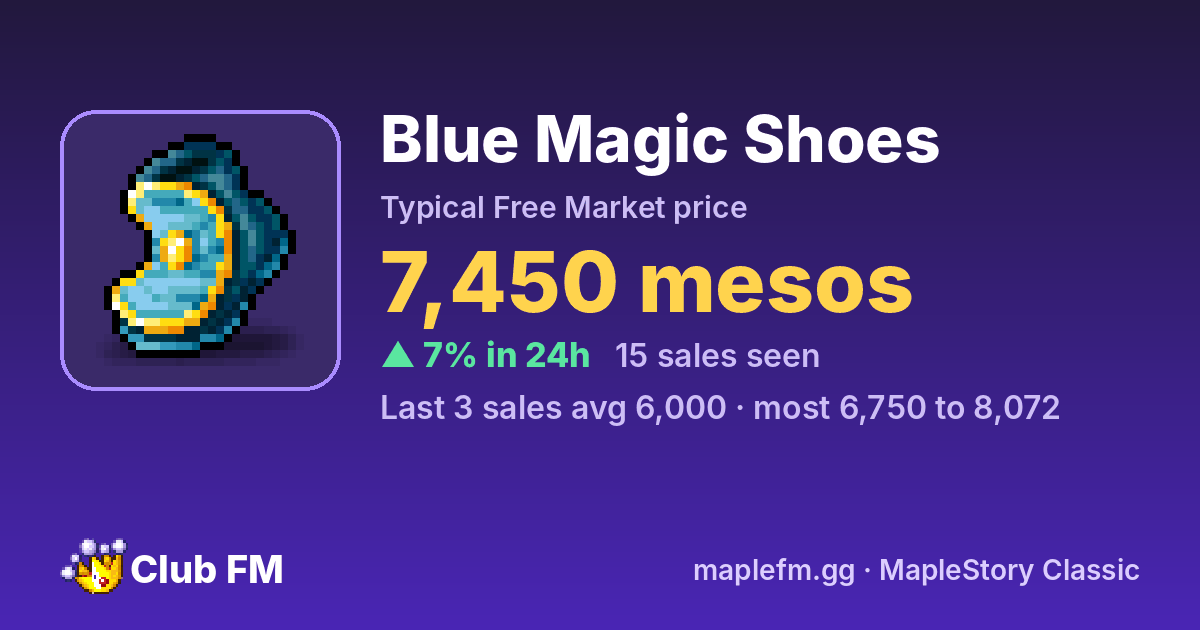 Blue Magic Shoes
Typical Free Market price
7,450 mesos
▲ 7% in 24h 15 sales seen
Last 3 sales avg 6,000 · most 6,750 to 8,072
Club FM
maplefm.gg · MapleStory Classic